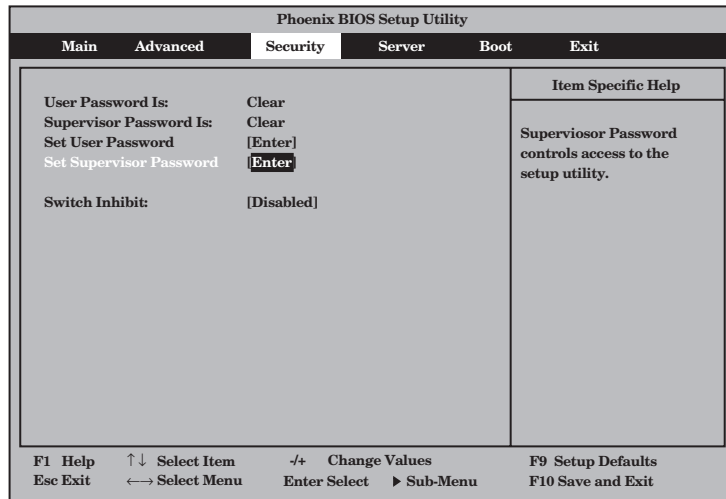 Phoenix BIOS Setup Utility
Main Advanced Security Server Boot Exit
Item Specific Help
User Password Is: Clear
Supervisor Password Is: Clear
Set User Password [Enter]
Set Supervisor Password [Enter]
Switch Inhibit: [Disabled]
Superviosor Password
controls access to the
setup utility.
F1 Help ↑↓ Select Item -/+ Change Values F9 Setup Defaults
Esc Exit ←→ Select Menu Enter Select ▶ Sub-Menu F10 Save and Exit